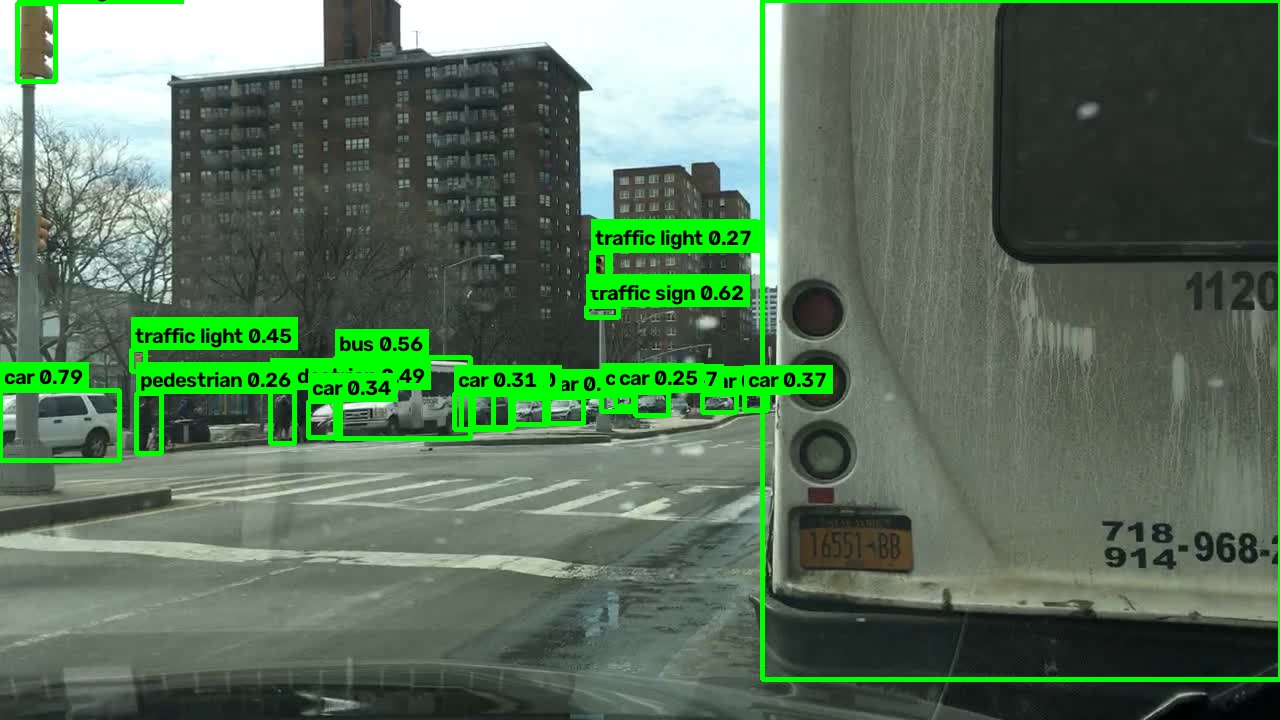 traffic light 0.27
traffic sign 0.62
traffic light 0.45
bus 0.56
car 0.79
pedestrian 0.26
.49
car 0.34
car 0.31
car 0.25
car 0.37
1120
16551 BB
718
914 -968-